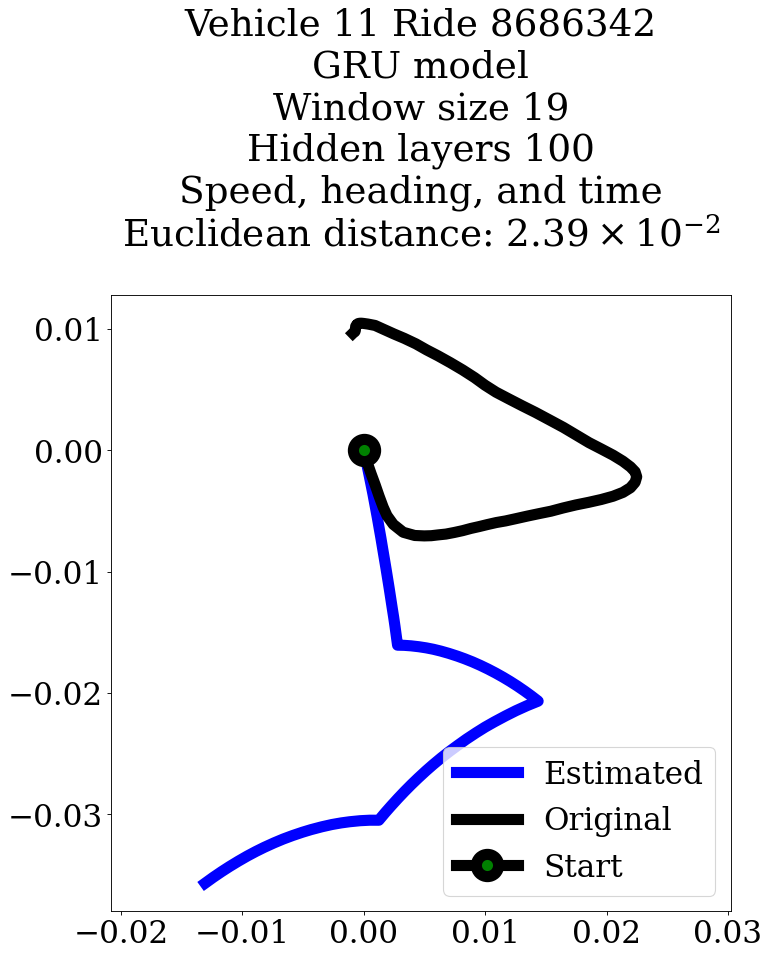 Vehicle 11 Ride 8686342
GRU model
Window size 19
Hidden layers 100
Speed, heading, and time
Euclidean distance: 2.39 × 10⁻²
0.01
0.00
−0.01
−0.02
−0.03
Estimated
Original
Start
−0.02 −0.01 0.00 0.01 0.02 0.03